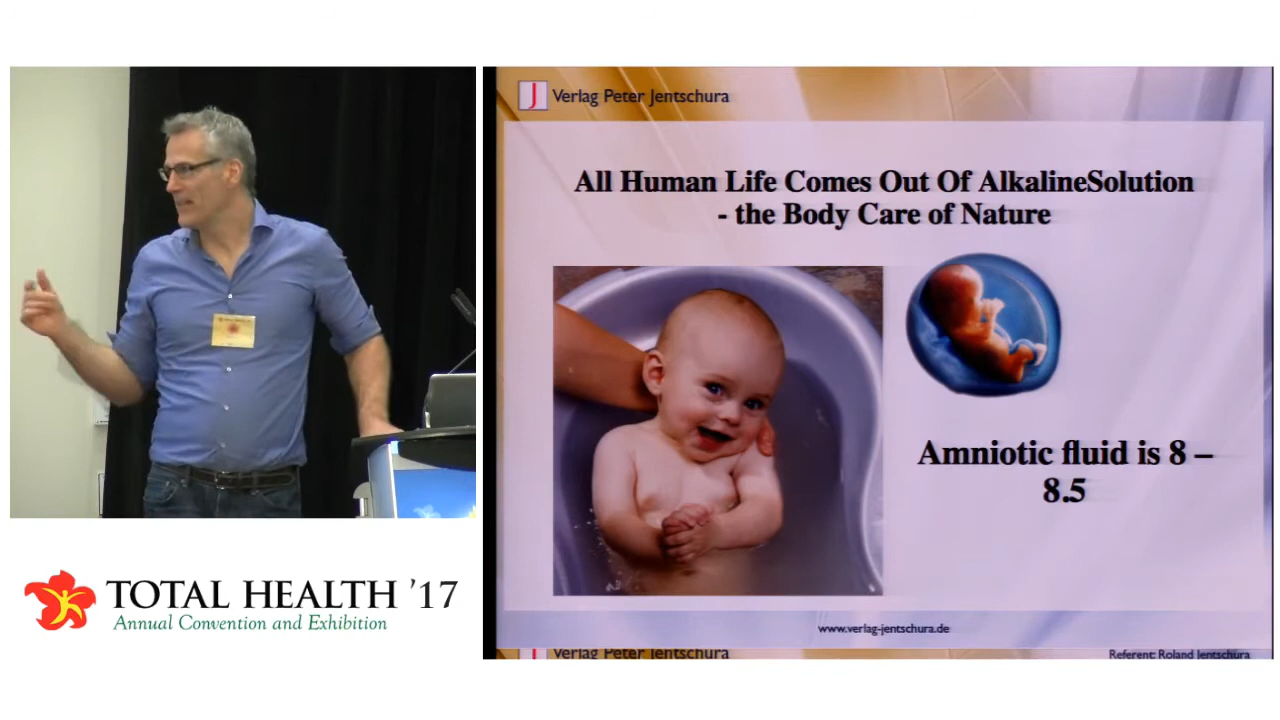 J Verlag Peter Jentschura
All Human Life Comes Out Of AlkalineSolution
- the Body Care of Nature
Amniotic fluid is 8 –
8.5
www.verlag-jentschura.de
J Verlag Peter Jentschura
Referent: Roland Jentschura
TOTAL HEALTH ’17
Annual Convention and Exhibition